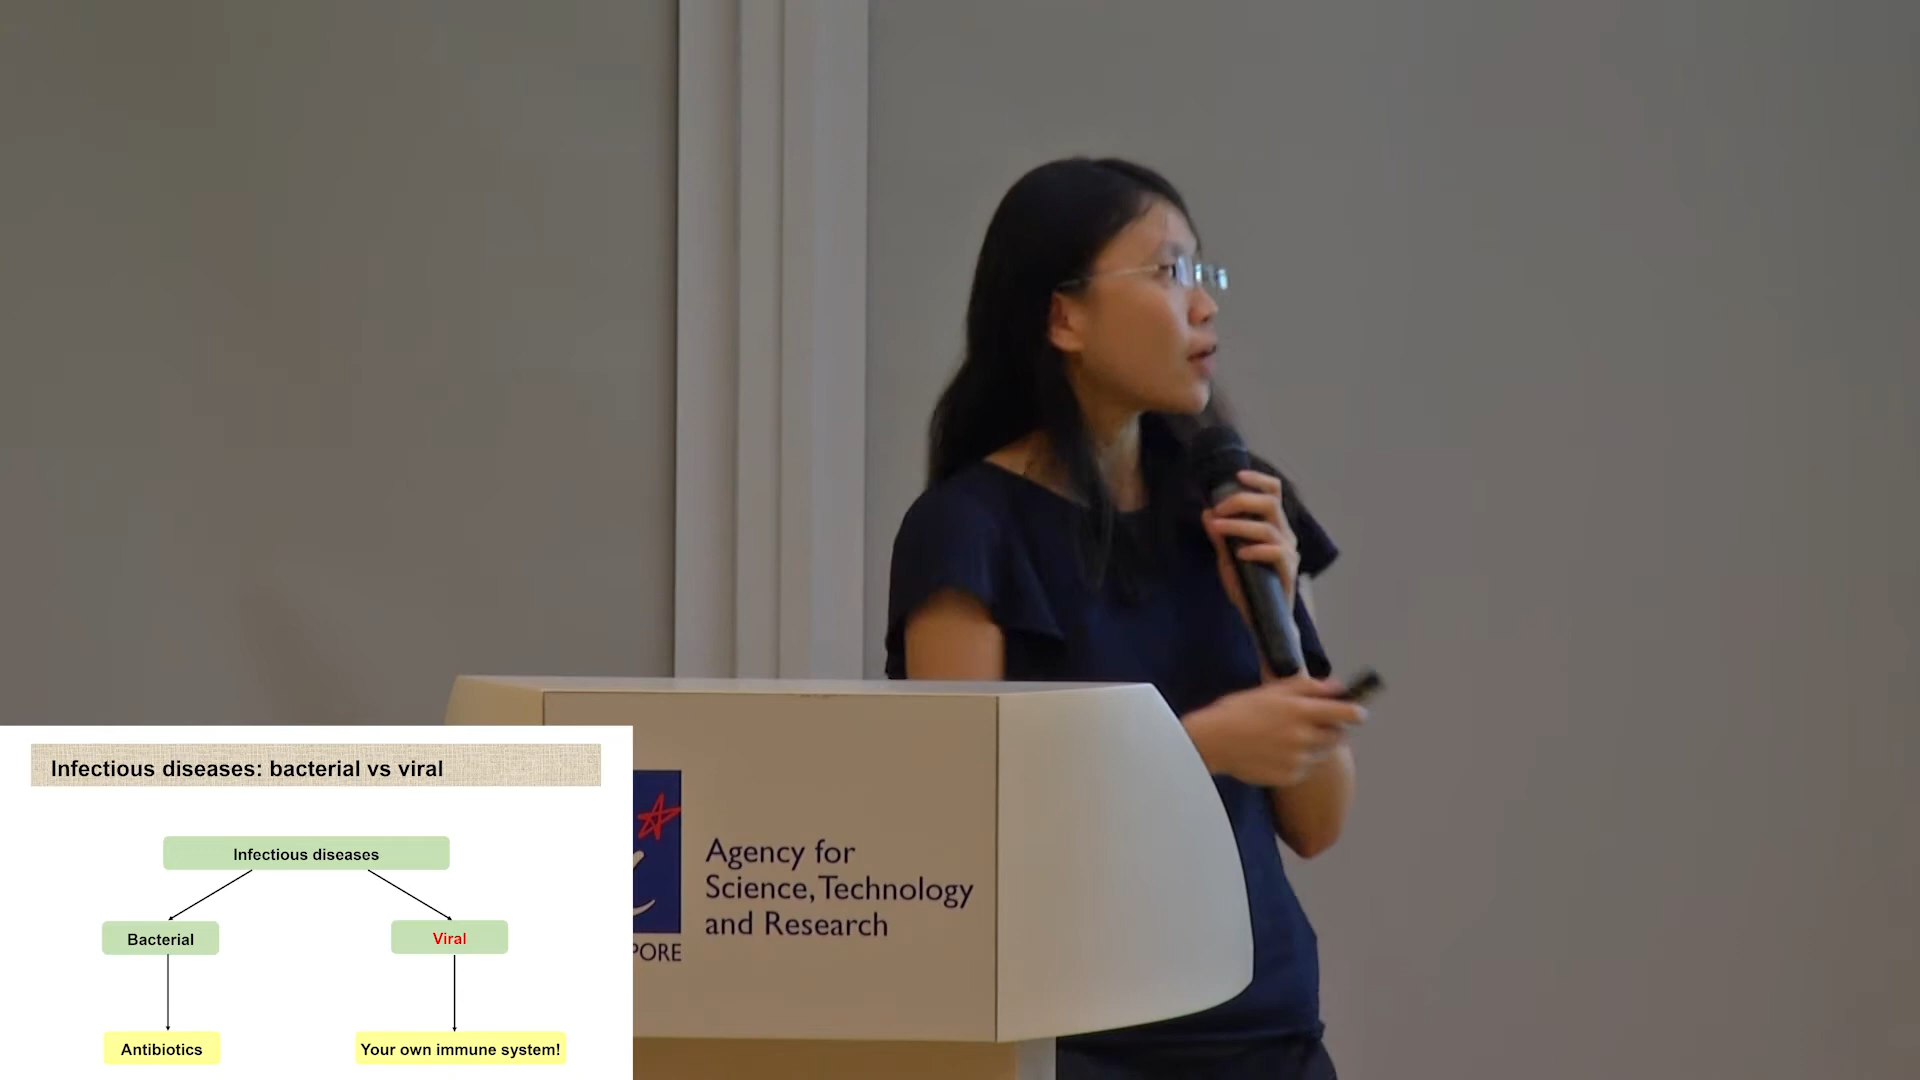 Infectious diseases: bacterial vs viral
Infectious diseases
Bacterial
Viral
Antibiotics
Your own immune system!
Agency for
Science, Technology
and Research
PORE